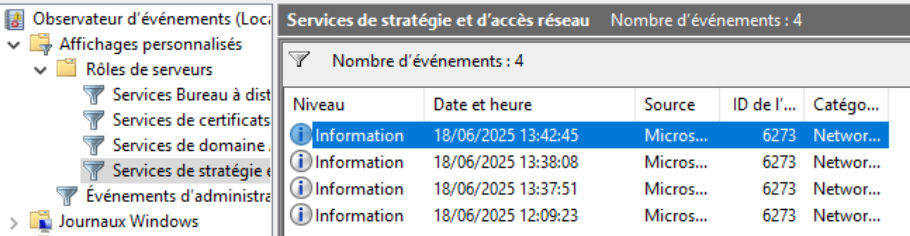 Observateur d'événements (Loca
Affichages personnalisés
Rôles de serveurs
Services Bureau à dist
Services de certificats
Services de domaine
Services de stratégie e
Événements d'administra
Journaux Windows
Services de stratégie et d'accès réseau Nombre d'événements : 4
Nombre d'événements : 4
Niveau Date et heure Source ID de l'... Catégo...
Information 18/06/2025 13:42:45 Micros... 6273 Networ...
Information 18/06/2025 13:38:08 Micros... 6273 Networ...
Information 18/06/2025 13:37:51 Micros... 6273 Networ...
Information 18/06/2025 12:09:23 Micros... 6273 Networ...